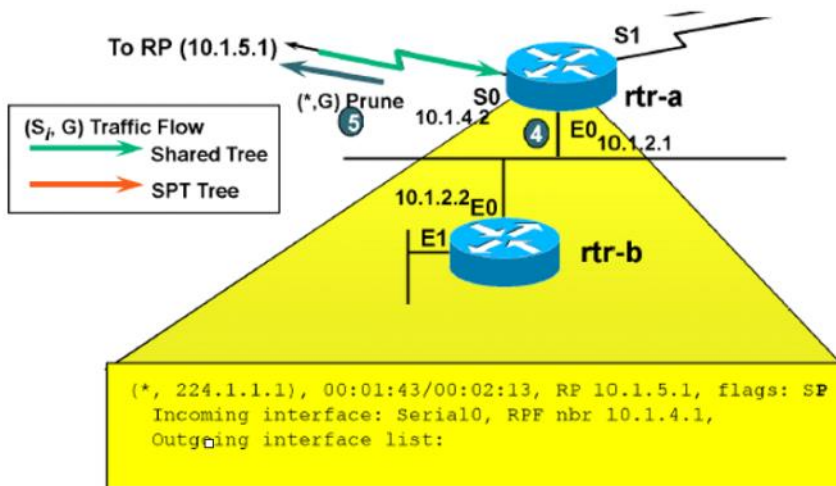 S1
To RP (10.1.5.1)
(*,G) Prune
5
S0
rtr-a
10.1.4.2
4
E0
10.1.2.1
(Si, G) Traffic Flow
Shared Tree
SPT Tree
10.1.2.2
E0
E1
rtr-b
(*, 224.1.1.1), 00:01:43/00:02:13, RP 10.1.5.1, flags: SP
Incoming interface: Serial0, RPF nbr 10.1.4.1,
Outgoing interface list: